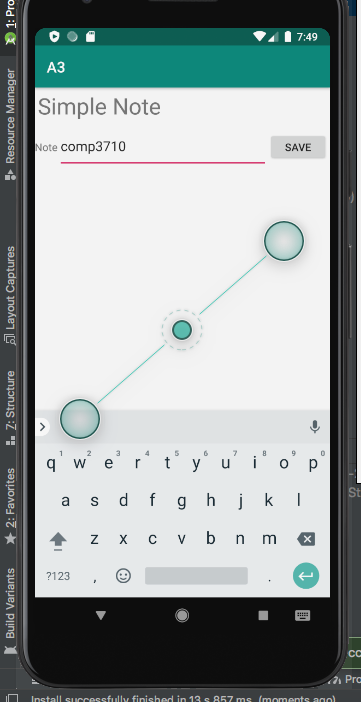 1: Pro
7:49
A3
Resource Manager
Simple Note
Note comp3710 SAVE
Layout Captures
Z: Structure
1 2 3 4 5 6 7 8 9 0
q w e r t y u i o p
a s d f g h j k l
2: Favorites
z x c v b n m
?123 , .
Build Variants
Pro
Install successfully finished in 13 s 857 ms. (moments ago)